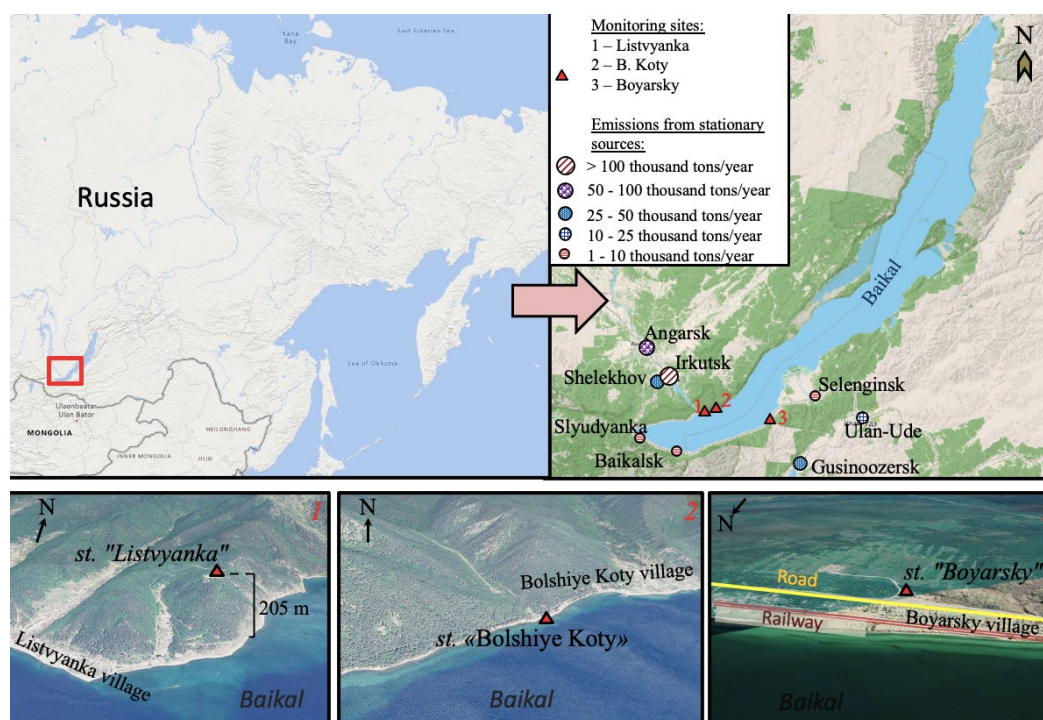 Yana
Bay
East Siberian Sea
Russia
Sea of Okhotsk
Ulaanbaatar
Ulan Bator
MONGOLIA
HEILONGJIANG
INNER MONGOLIA
JILIN
Monitoring sites:
1 – Listvyanka
2 – B. Koty
3 – Boyarsky
Emissions from stationary
sources:
> 100 thousand tons/year
50 - 100 thousand tons/year
25 - 50 thousand tons/year
10 - 25 thousand tons/year
1 - 10 thousand tons/year
N
Baikal
Angarsk
Irkutsk
Shelekhov
Selenginsk
1
2
3
Slyudyanka
Ulan-Ude
Baikalsk
Gusinoozersk
N
1
st. "Listvyanka"
205 m
Listvyanka village
Baikal
N
2
Bolshiye Koty village
st. «Bolshiye Koty»
Baikal
N
st. "Boyarsky"
Road
Boyarsky village
Railway
Baikal